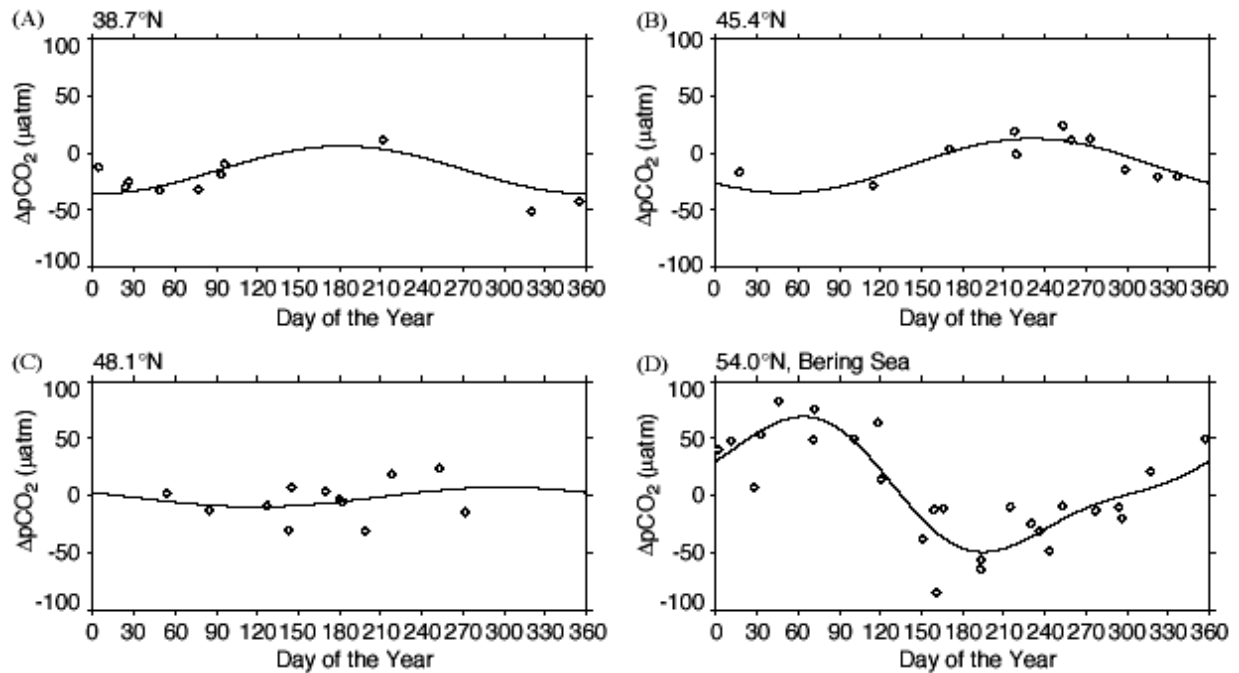 (A) 38.7°N
100
50
0
-50
-100
ΔpCO₂ (μatm)
0 30 60 90 120 150 180 210 240 270 300 330 360
Day of the Year
(B) 45.4°N
100
50
0
-50
-100
ΔpCO₂ (μatm)
0 30 60 90 120 150 180 210 240 270 300 330 360
Day of the Year
(C) 48.1°N
100
50
0
-50
-100
ΔpCO₂ (μatm)
0 30 60 90 120 150 180 210 240 270 300 330 360
Day of the Year
(D) 54.0°N, Bering Sea
100
50
0
-50
-100
ΔpCO₂ (μatm)
0 30 60 90 120 150 180 210 240 270 300 330 360
Day of the Year